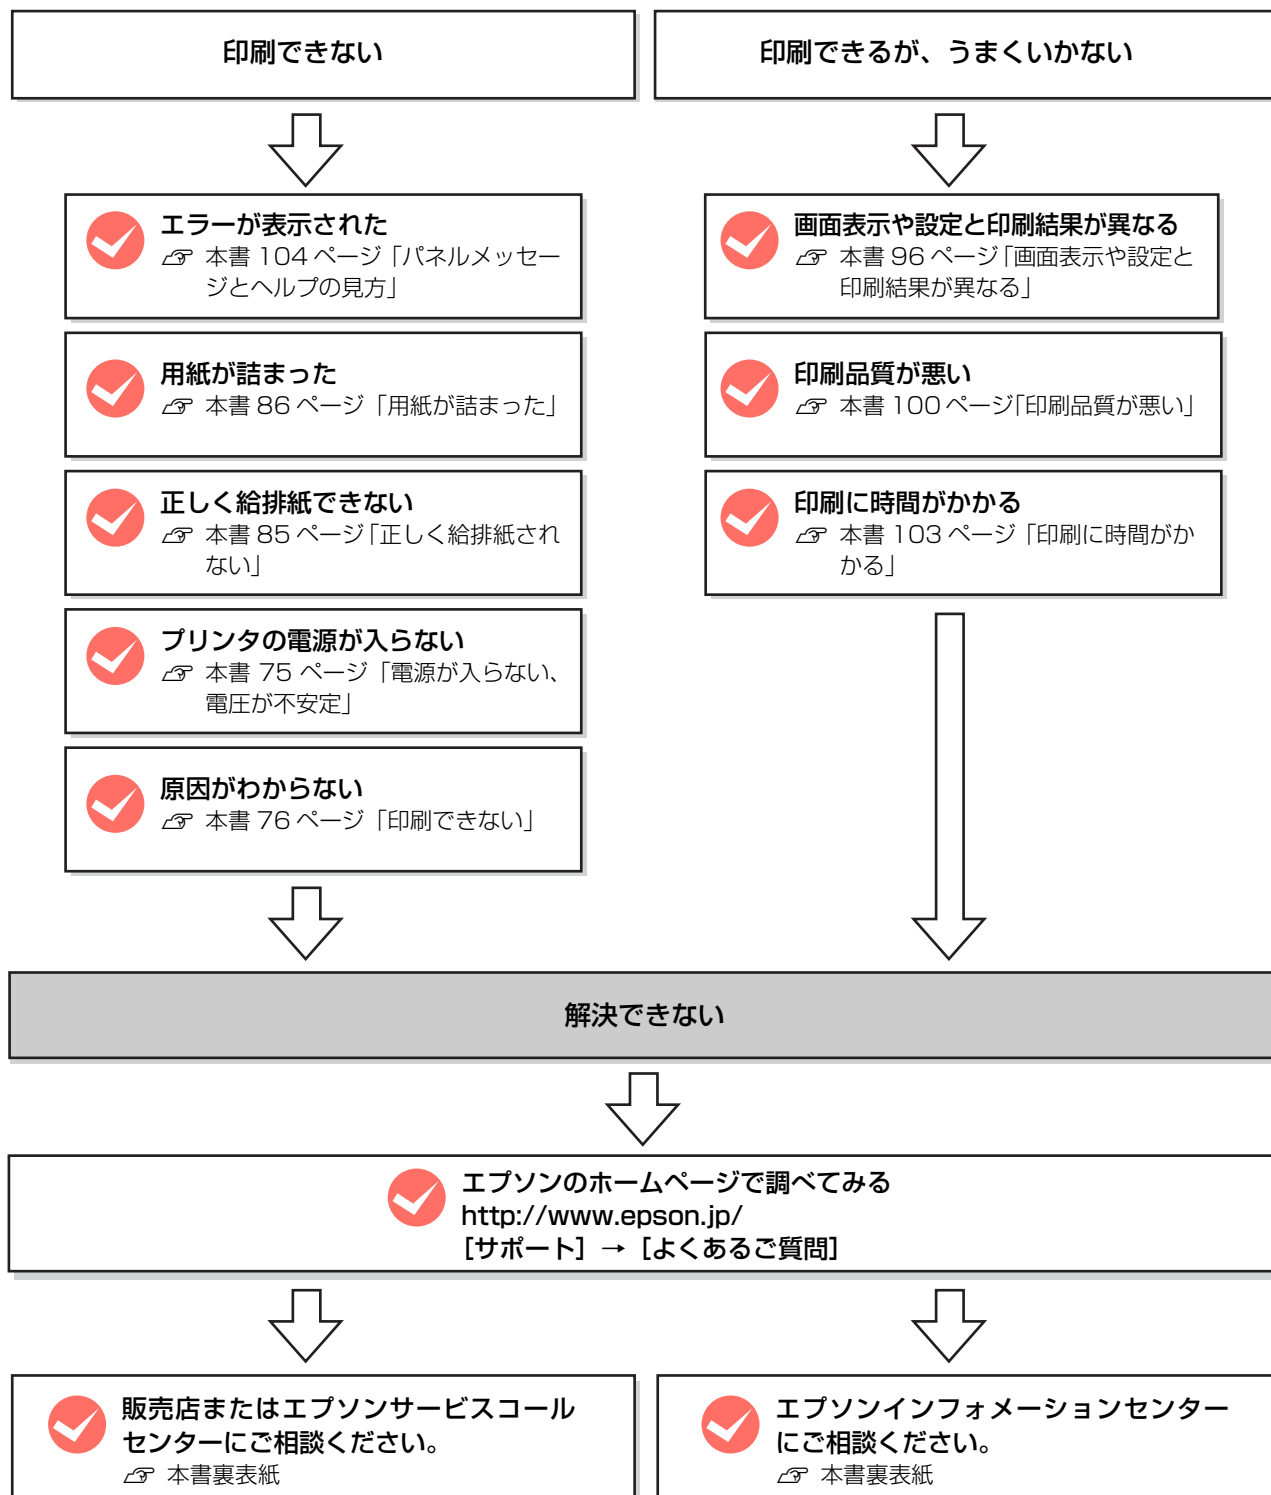 印刷できない
印刷できるが、うまくいかない
エラーが表示された
☞ 本書 104 ページ「パネルメッセー
ジとヘルプの見方」
用紙が詰まった
☞ 本書 86 ページ「用紙が詰まった」
正しく給排紙できない
☞ 本書 85 ページ「正しく給排紙され
ない」
プリンタの電源が入らない
☞ 本書 75 ページ「電源が入らない、
電圧が不安定」
原因がわからない
☞ 本書 76 ページ「印刷できない」
画面表示や設定と印刷結果が異なる
☞ 本書 96 ページ「画面表示や設定と
印刷結果が異なる」
印刷品質が悪い
☞ 本書 100 ページ「印刷品質が悪い」
印刷に時間がかかる
☞ 本書 103 ページ「印刷に時間がか
かる」
解決できない
エプソンのホームページで調べてみる
http://www.epson.jp/
［サポート］→［よくあるご質問］
販売店またはエプソンサービスコール
センターにご相談ください。
☞ 本書裏表紙
エプソンインフォメーションセンター
にご相談ください。
☞ 本書裏表紙